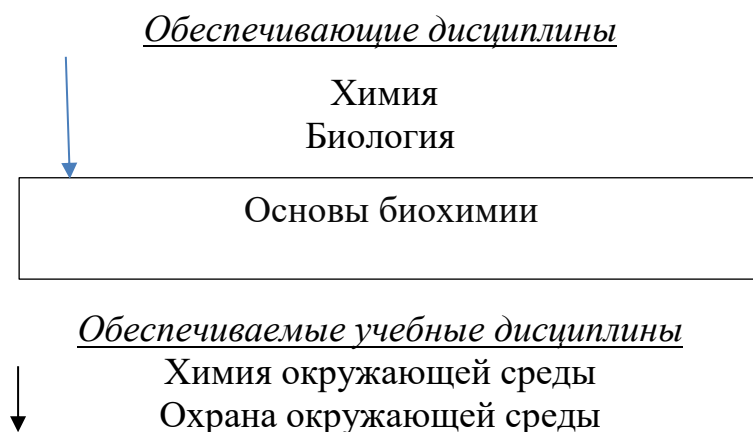 Обеспечивающие дисциплины
Химия
Биология
Основы биохимии
Обеспечиваемые учебные дисциплины
Химия окружающей среды
Охрана окружающей среды